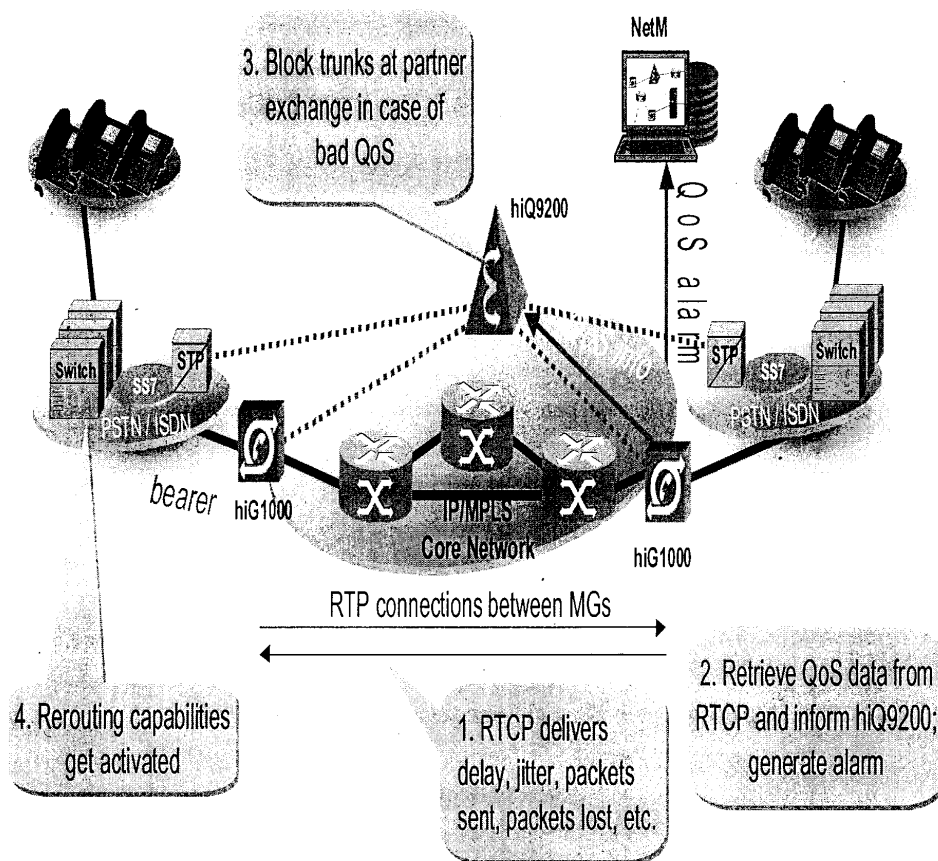 NetM
3. Block trunks at partner
exchange in case of
bad QoS
hiQ9200
QoS alarm
Switch
STP
SS7
PSTN / ISDN
STP
SS7
Switch
PSTN / ISDN
bearer
hiG1000
IP/MPLS
Core Network
hiG1000
RTP connections between MGs
4. Rerouting capabilities
get activated
1. RTCP delivers
delay, jitter, packets
sent, packets lost, etc.
2. Retrieve QoS data from
RTCP and inform hiQ9200;
generate alarm